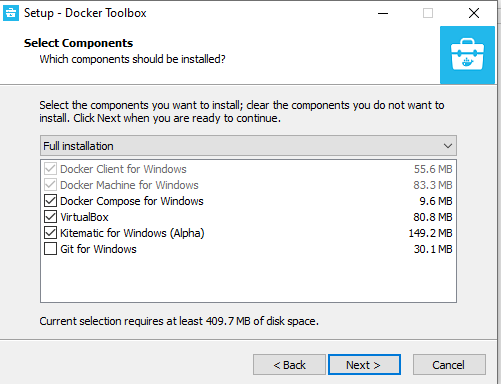 Setup - Docker Toolbox
Select Components
Which components should be installed?
Select the components you want to install; clear the components you do not want to
install. Click Next when you are ready to continue.
Full installation
Docker Client for Windows 55.6 MB
Docker Machine for Windows 83.3 MB
Docker Compose for Windows 9.6 MB
VirtualBox 80.8 MB
Kitematic for Windows (Alpha) 149.2 MB
Git for Windows 30.1 MB
Current selection requires at least 409.7 MB of disk space.
< Back Next > Cancel